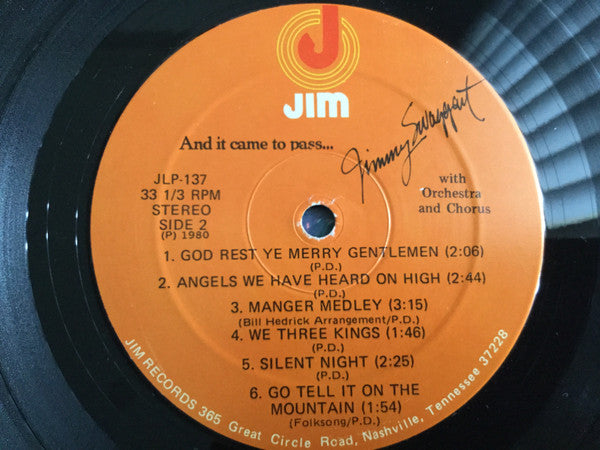 JIM
And it came to pass...
Jimmy Swaggart
JLP-137
33 1/3 RPM
STEREO
SIDE 2
(P) 1980
with
Orchestra
and Chorus
1. GOD REST YE MERRY GENTLEMEN (2:06)
(P.D.)
2. ANGELS WE HAVE HEARD ON HIGH (2:44)
(P.D.)
3. MANGER MEDLEY (3:15)
(Bill Hedrick Arrangement/P.D.)
4. WE THREE KINGS (1:46)
(P.D.)
5. SILENT NIGHT (2:25)
(P.D.)
6. GO TELL IT ON THE
MOUNTAIN (1:54)
(Folksong/P.D.)
JIM RECORDS 365 Great Circle Road, Nashville, Tennessee 37228